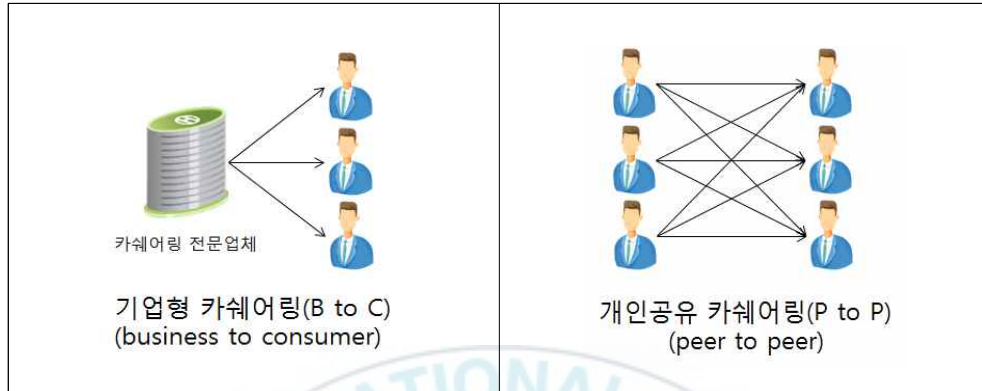 카쉐어링 전문업체
기업형 카쉐어링(B to C)
(business to consumer)
개인공유 카쉐어링(P to P)
(peer to peer)